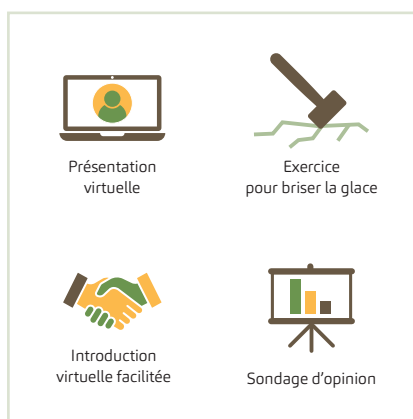 Présentation
virtuelle
Exercice
pour briser la glace
Introduction
virtuelle facilitée
Sondage d'opinion